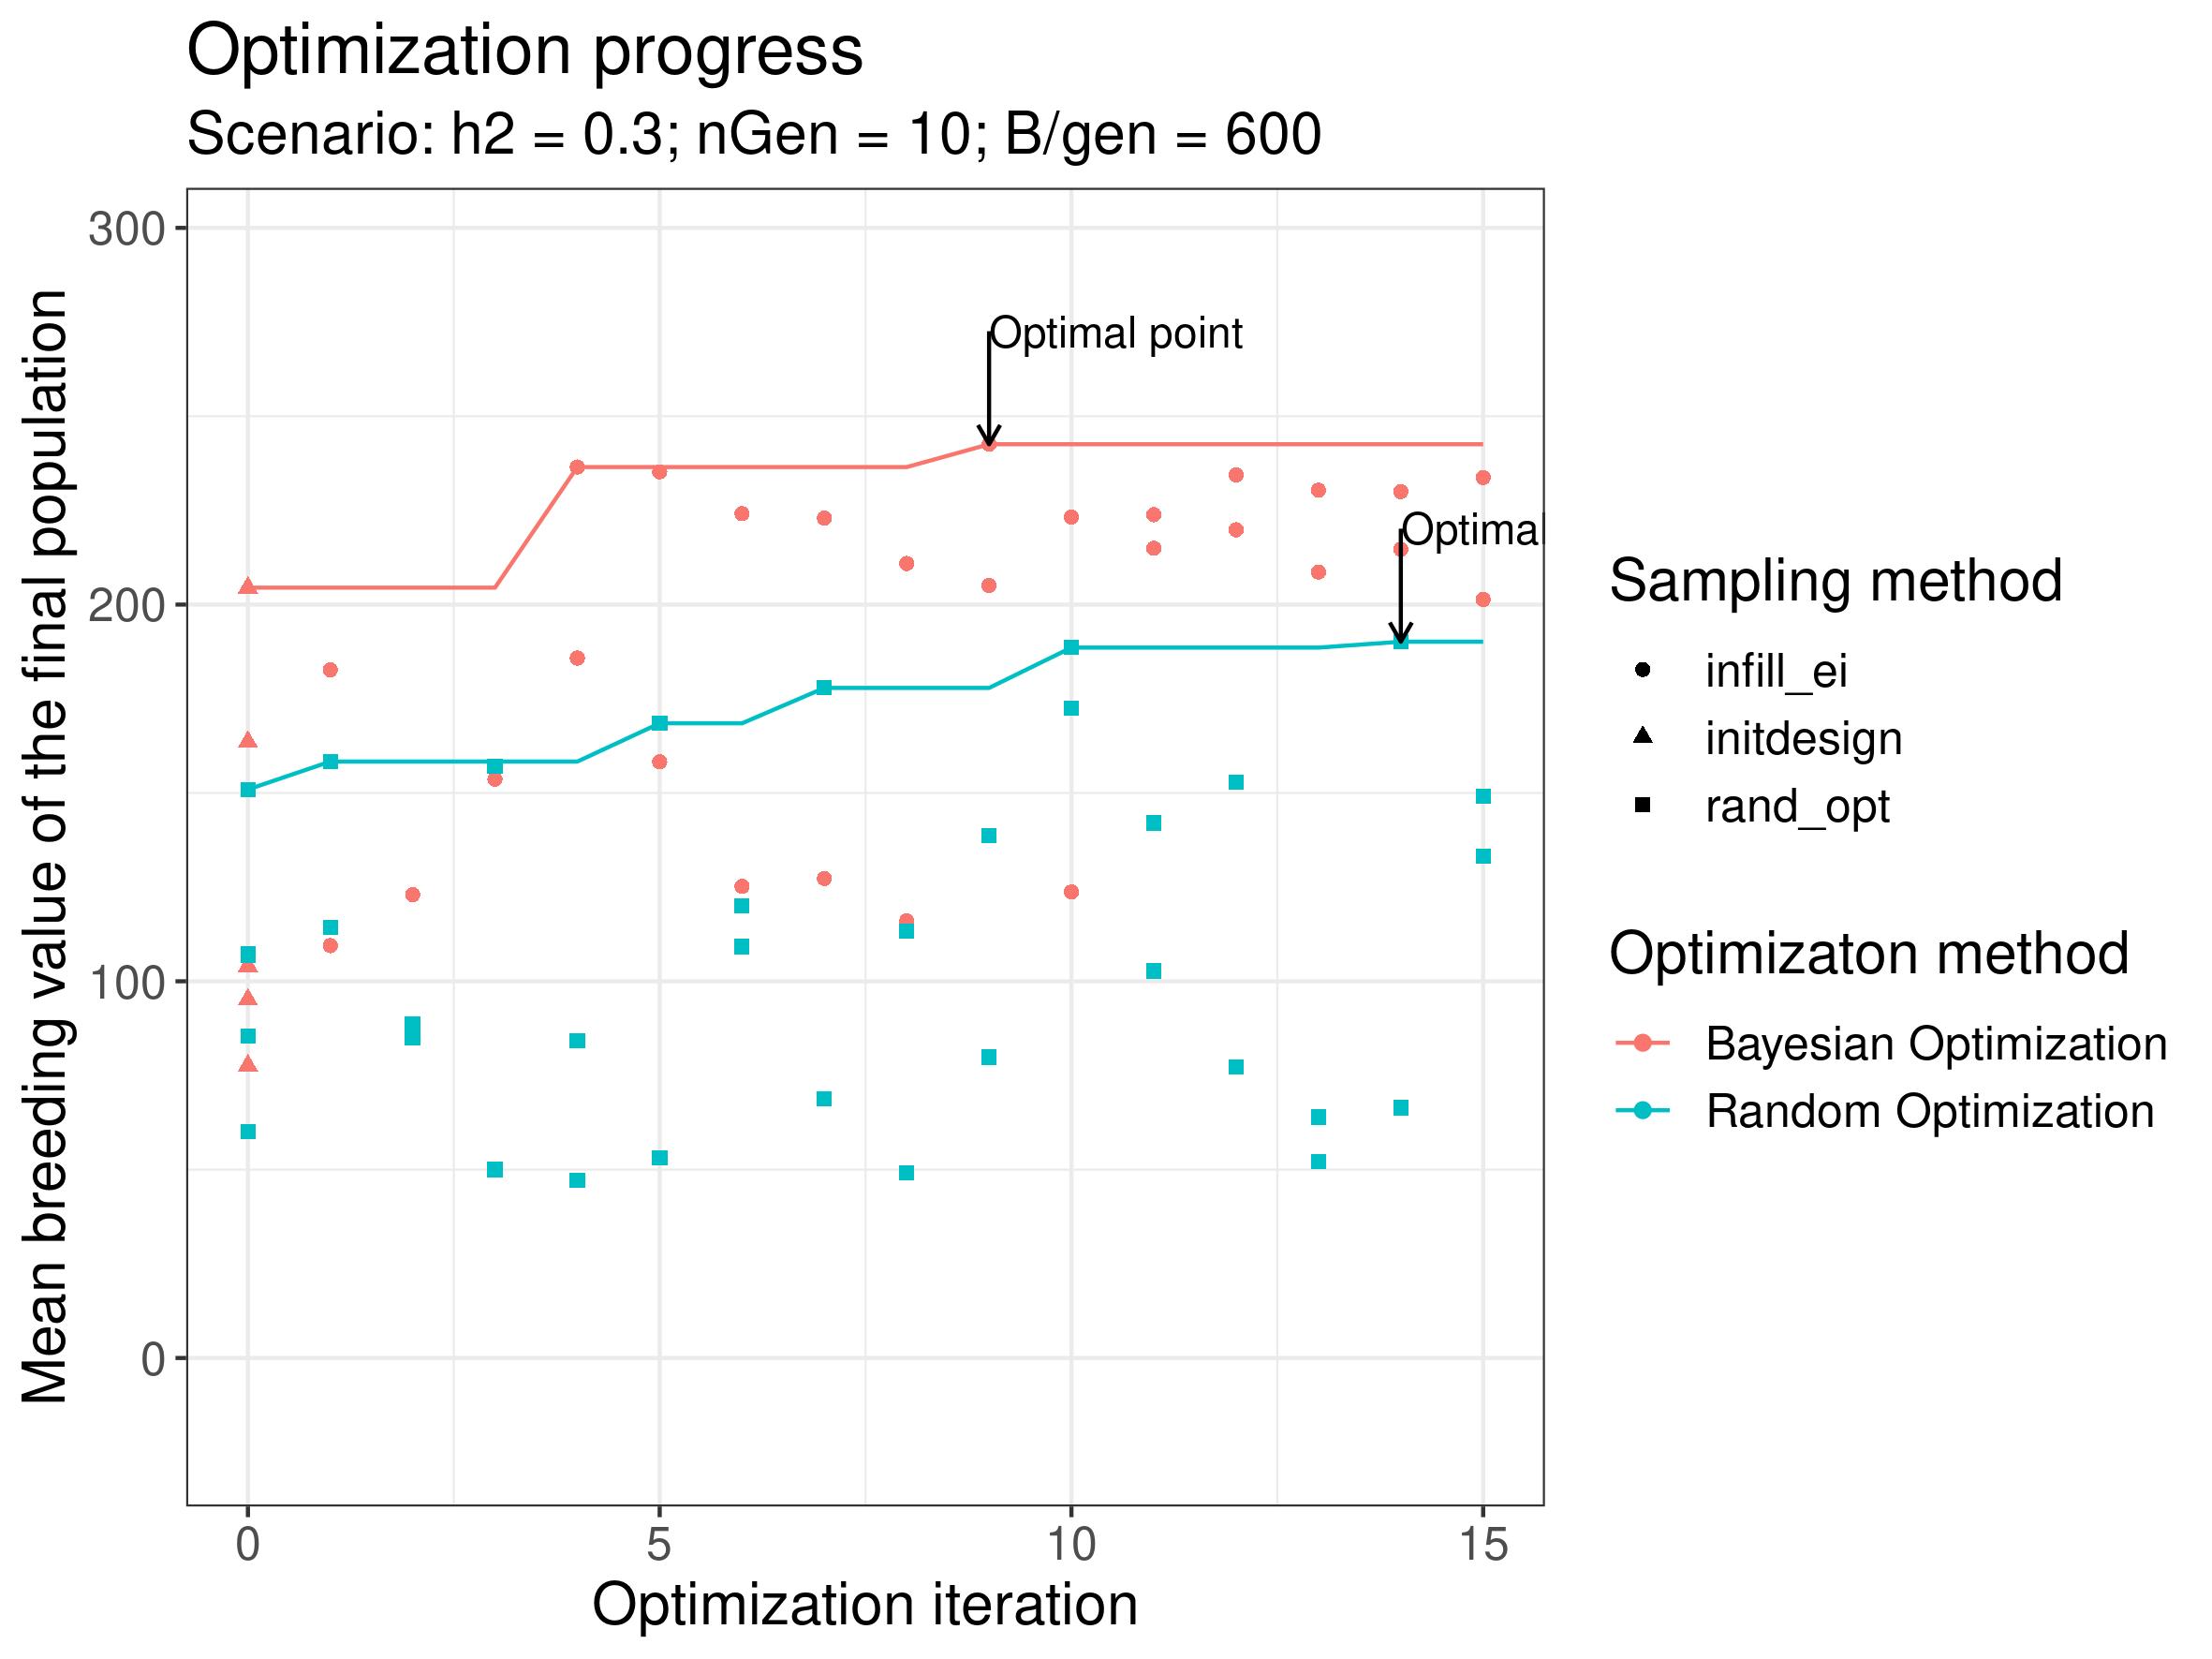 Optimization progress
Scenario: h2 = 0.3; nGen = 10; B/gen = 600
Mean breeding value of the final population
300
200
100
0
Optimal point
Optimal
0
5
10
15
Optimization iteration
Sampling method
infill_ei
initdesign
rand_opt
Optimizaton method
Bayesian Optimization
Random Optimization